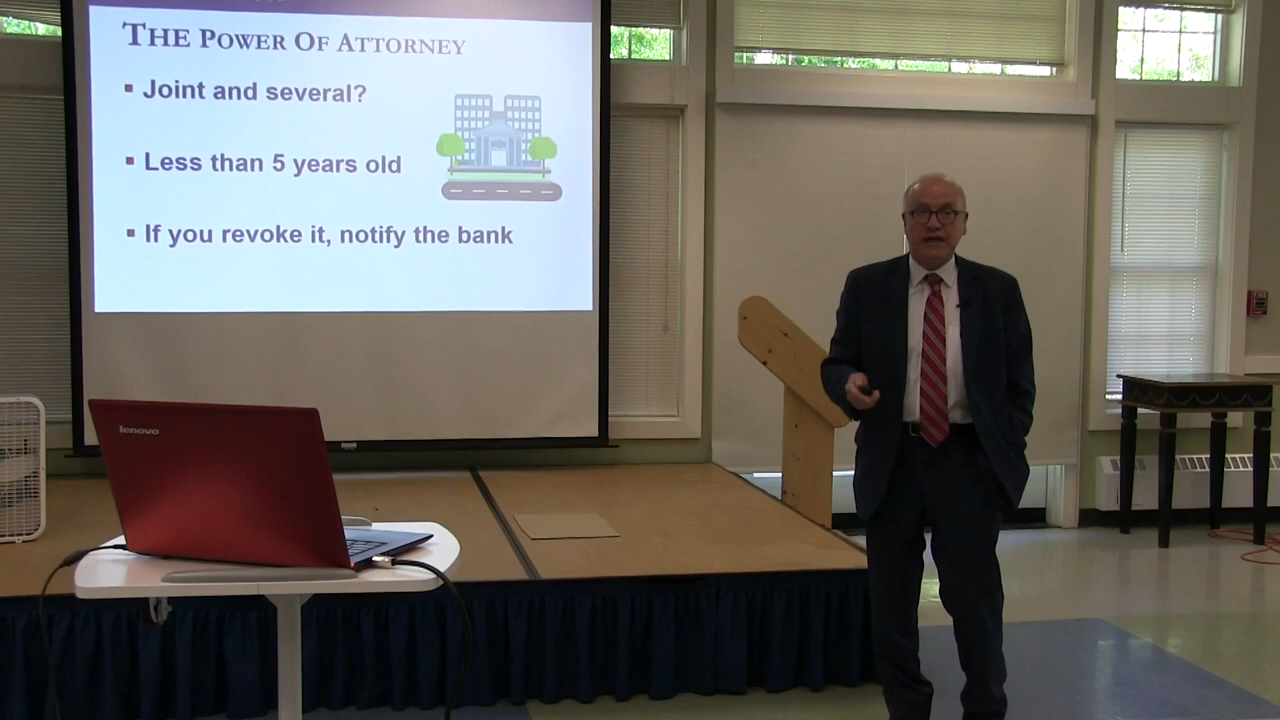 THE POWER OF ATTORNEY
▪ Joint and several?
▪ Less than 5 years old
▪ If you revoke it, notify the bank
lenovo